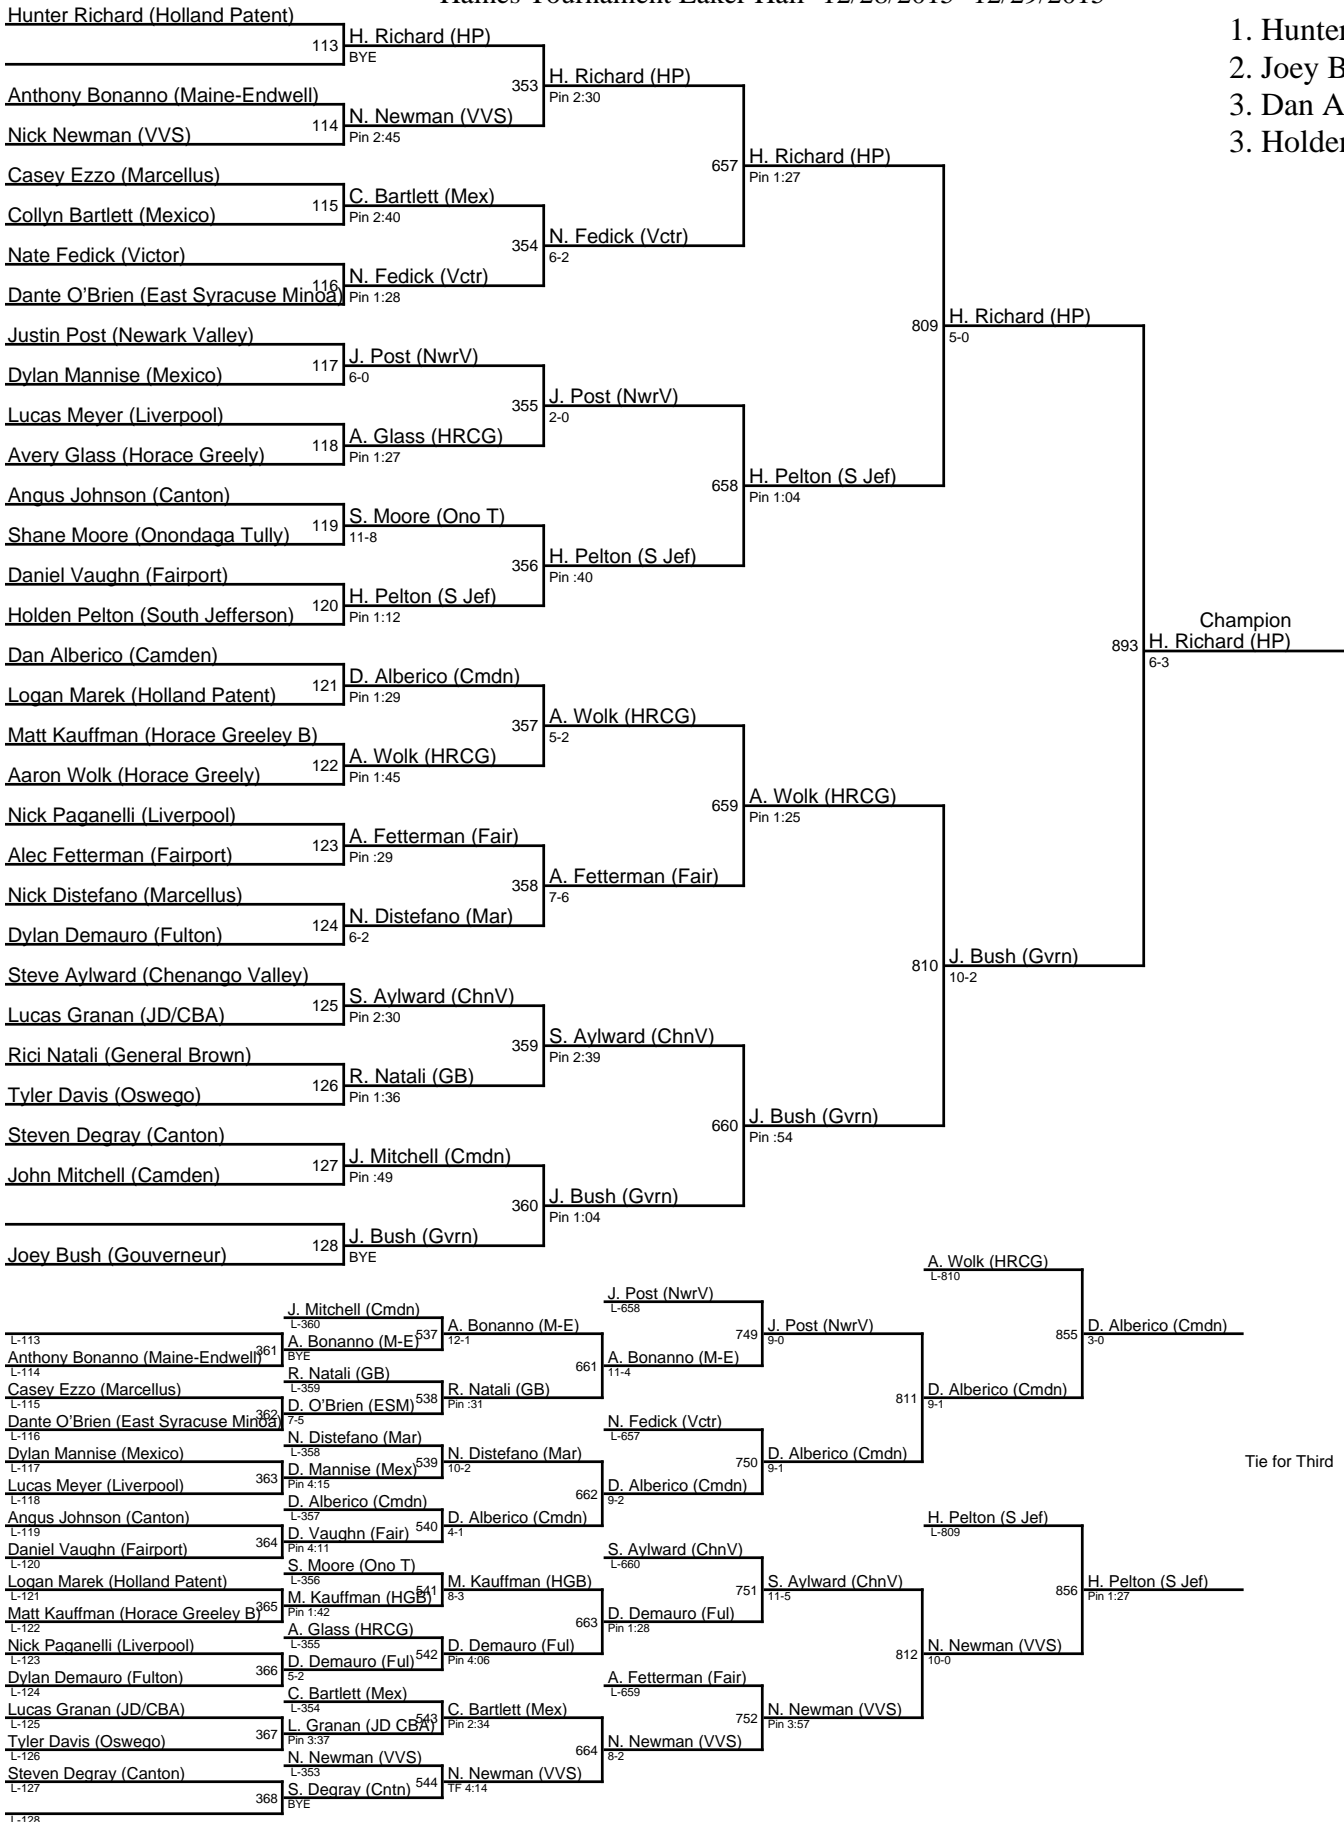 Haines Tournament Laker Hall 12/28/2015 12/29/2015
1. Hunter
2. Joey B
3. Dan A
3. Holden
Hunter Richard (Holland Patent)
113
H. Richard (HP)
BYE
353
H. Richard (HP)
Pin 2:30
Anthony Bonanno (Maine-Endwell)
Nick Newman (VVS)
114
N. Newman (VVS)
Pin 2:45
657
H. Richard (HP)
Pin 1:27
Casey Ezzo (Marcellus)
Collyn Bartlett (Mexico)
115
C. Bartlett (Mex)
Pin 2:40
354
N. Fedick (Vctr)
6-2
Nate Fedick (Victor)
Dante O'Brien (East Syracuse Minoa)
116
N. Fedick (Vctr)
Pin 1:28
809
H. Richard (HP)
5-0
Justin Post (Newark Valley)
Dylan Mannise (Mexico)
117
J. Post (NwrV)
6-0
355
J. Post (NwrV)
2-0
Lucas Meyer (Liverpool)
Avery Glass (Horace Greely)
118
A. Glass (HRCG)
Pin 1:27
658
H. Pelton (S Jef)
Pin 1:04
Angus Johnson (Canton)
Shane Moore (Onondaga Tully)
119
S. Moore (Ono T)
11-8
356
H. Pelton (S Jef)
Pin :40
Daniel Vaughn (Fairport)
Holden Pelton (South Jefferson)
120
H. Pelton (S Jef)
Pin 1:12
Champion
893
H. Richard (HP)
6-3
Dan Alberico (Camden)
Logan Marek (Holland Patent)
121
D. Alberico (Cmdn)
Pin 1:29
357
A. Wolk (HRCG)
5-2
Matt Kauffman (Horace Greeley B)
Aaron Wolk (Horace Greely)
122
A. Wolk (HRCG)
Pin 1:45
659
A. Wolk (HRCG)
Pin 1:25
Nick Paganelli (Liverpool)
Alec Fetterman (Fairport)
123
A. Fetterman (Fair)
Pin :29
358
A. Fetterman (Fair)
7-6
Nick Distefano (Marcellus)
Dylan Demauro (Fulton)
124
N. Distefano (Mar)
6-2
810
J. Bush (Gvrn)
10-2
Steve Aylward (Chenango Valley)
Lucas Granan (JD/CBA)
125
S. Aylward (ChnV)
Pin 2:30
359
S. Aylward (ChnV)
Pin 2:39
Rici Natali (General Brown)
Tyler Davis (Oswego)
126
R. Natali (GB)
Pin 1:36
660
J. Bush (Gvrn)
Pin :54
Steven Degray (Canton)
John Mitchell (Camden)
127
J. Mitchell (Cmdn)
Pin :49
360
J. Bush (Gvrn)
Pin 1:04
Joey Bush (Gouverneur)
128
J. Bush (Gvrn)
BYE
A. Wolk (HRCG)
L-810
J. Post (NwrV)
L-658
J. Mitchell (Cmdn)
L-360
537
A. Bonanno (M-E)
12-1
749
J. Post (NwrV)
9-0
855
D. Alberico (Cmdn)
3-0
L-113
361
A. Bonanno (M-E)
BYE
Anthony Bonanno (Maine-Endwell)
L-114
661
A. Bonanno (M-E)
11-4
R. Natali (GB)
L-359
Casey Ezzo (Marcellus)
L-115
538
R. Natali (GB)
Pin :31
811
D. Alberico (Cmdn)
9-1
362
D. O'Brien (ESM)
7-5
Dante O'Brien (East Syracuse Minoa)
L-116
N. Fedick (Vctr)
L-657
N. Distefano (Mar)
L-358
Dylan Mannise (Mexico)
L-117
539
N. Distefano (Mar)
10-2
750
D. Alberico (Cmdn)
9-1
Tie for Third
363
D. Mannise (Mex)
Pin 4:15
Lucas Meyer (Liverpool)
L-118
662
D. Alberico (Cmdn)
9-2
D. Alberico (Cmdn)
L-357
Angus Johnson (Canton)
L-119
540
D. Alberico (Cmdn)
4-1
H. Pelton (S Jef)
L-809
364
D. Vaughn (Fair)
Pin 4:11
Daniel Vaughn (Fairport)
L-120
S. Aylward (ChnV)
L-660
S. Moore (Ono T)
L-356
Logan Marek (Holland Patent)
L-121
541
M. Kauffman (HGB)
8-3
751
S. Aylward (ChnV)
11-5
856
H. Pelton (S Jef)
Pin 1:27
365
M. Kauffman (HGB)
Pin 1:42
Matt Kauffman (Horace Greeley B)
L-122
663
D. Demauro (Ful)
Pin 1:28
A. Glass (HRCG)
L-355
Nick Paganelli (Liverpool)
L-123
542
D. Demauro (Ful)
Pin 4:06
812
N. Newman (VVS)
10-0
366
D. Demauro (Ful)
5-2
Dylan Demauro (Fulton)
L-124
A. Fetterman (Fair)
L-659
C. Bartlett (Mex)
L-354
Lucas Granan (JD/CBA)
L-125
543
C. Bartlett (Mex)
Pin 2:34
752
N. Newman (VVS)
Pin 3:57
367
L. Granan (JD CBA)
Pin 3:37
Tyler Davis (Oswego)
L-126
664
N. Newman (VVS)
8-2
N. Newman (VVS)
L-353
Steven Degray (Canton)
L-127
544
N. Newman (VVS)
TF 4:14
368
S. Degray (Cntn)
BYE
L-128